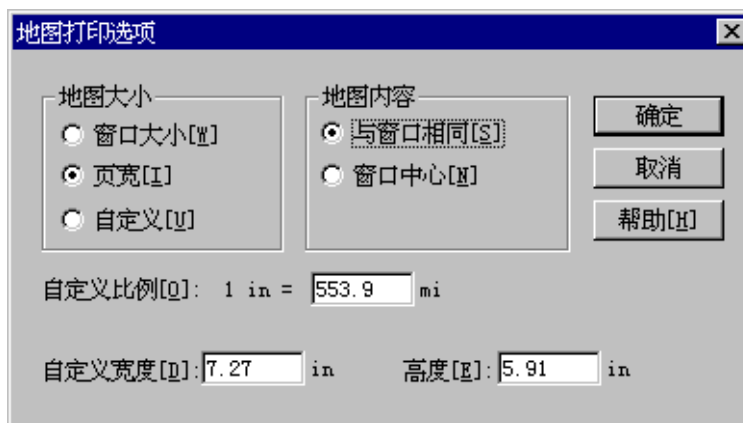 地图打印选项
地图大小
窗口大小[W]
页宽[I]
自定义[U]
地图内容
与窗口相同[S]
窗口中心[N]
确定
取消
帮助[H]
自定义比例[O]: 1 in = 553.9 mi
自定义宽度[D]: 7.27 in 高度[E]: 5.91 in